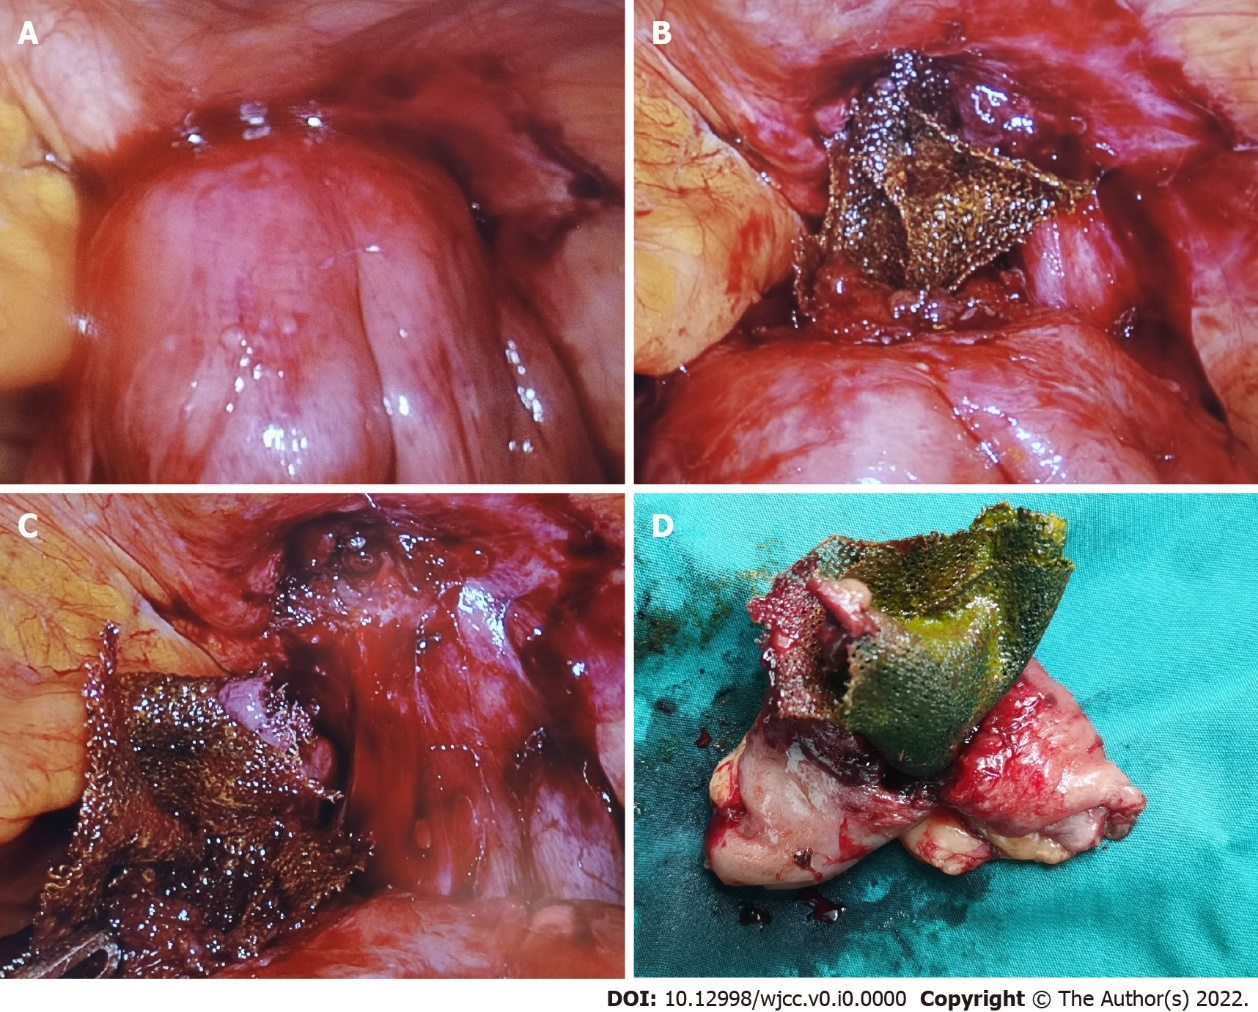 A
B
C
D
DOI: 10.12998/wjcc.v0.i0.0000 Copyright © The Author(s) 2022.